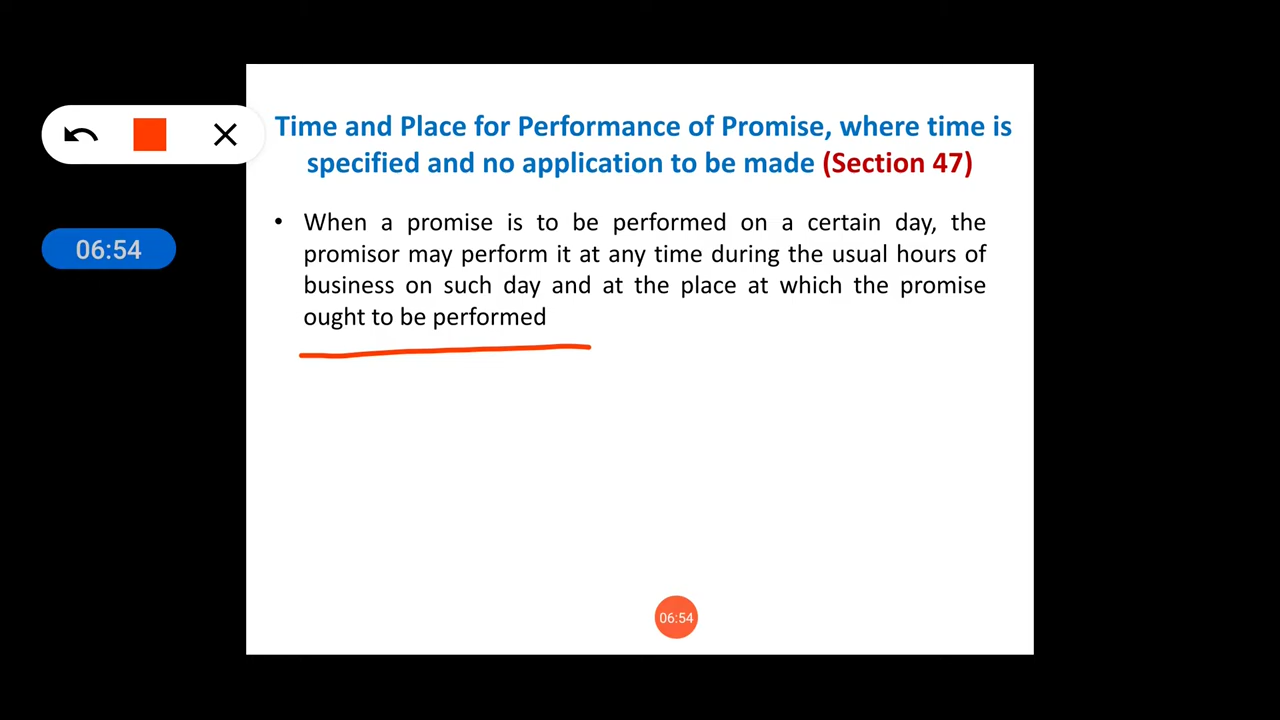 Time and Place for Performance of Promise, where time is
specified and no application to be made (Section 47)
06:54
• When a promise is to be performed on a certain day, the
promisor may perform it at any time during the usual hours of
business on such day and at the place at which the promise
ought to be performed
06:54